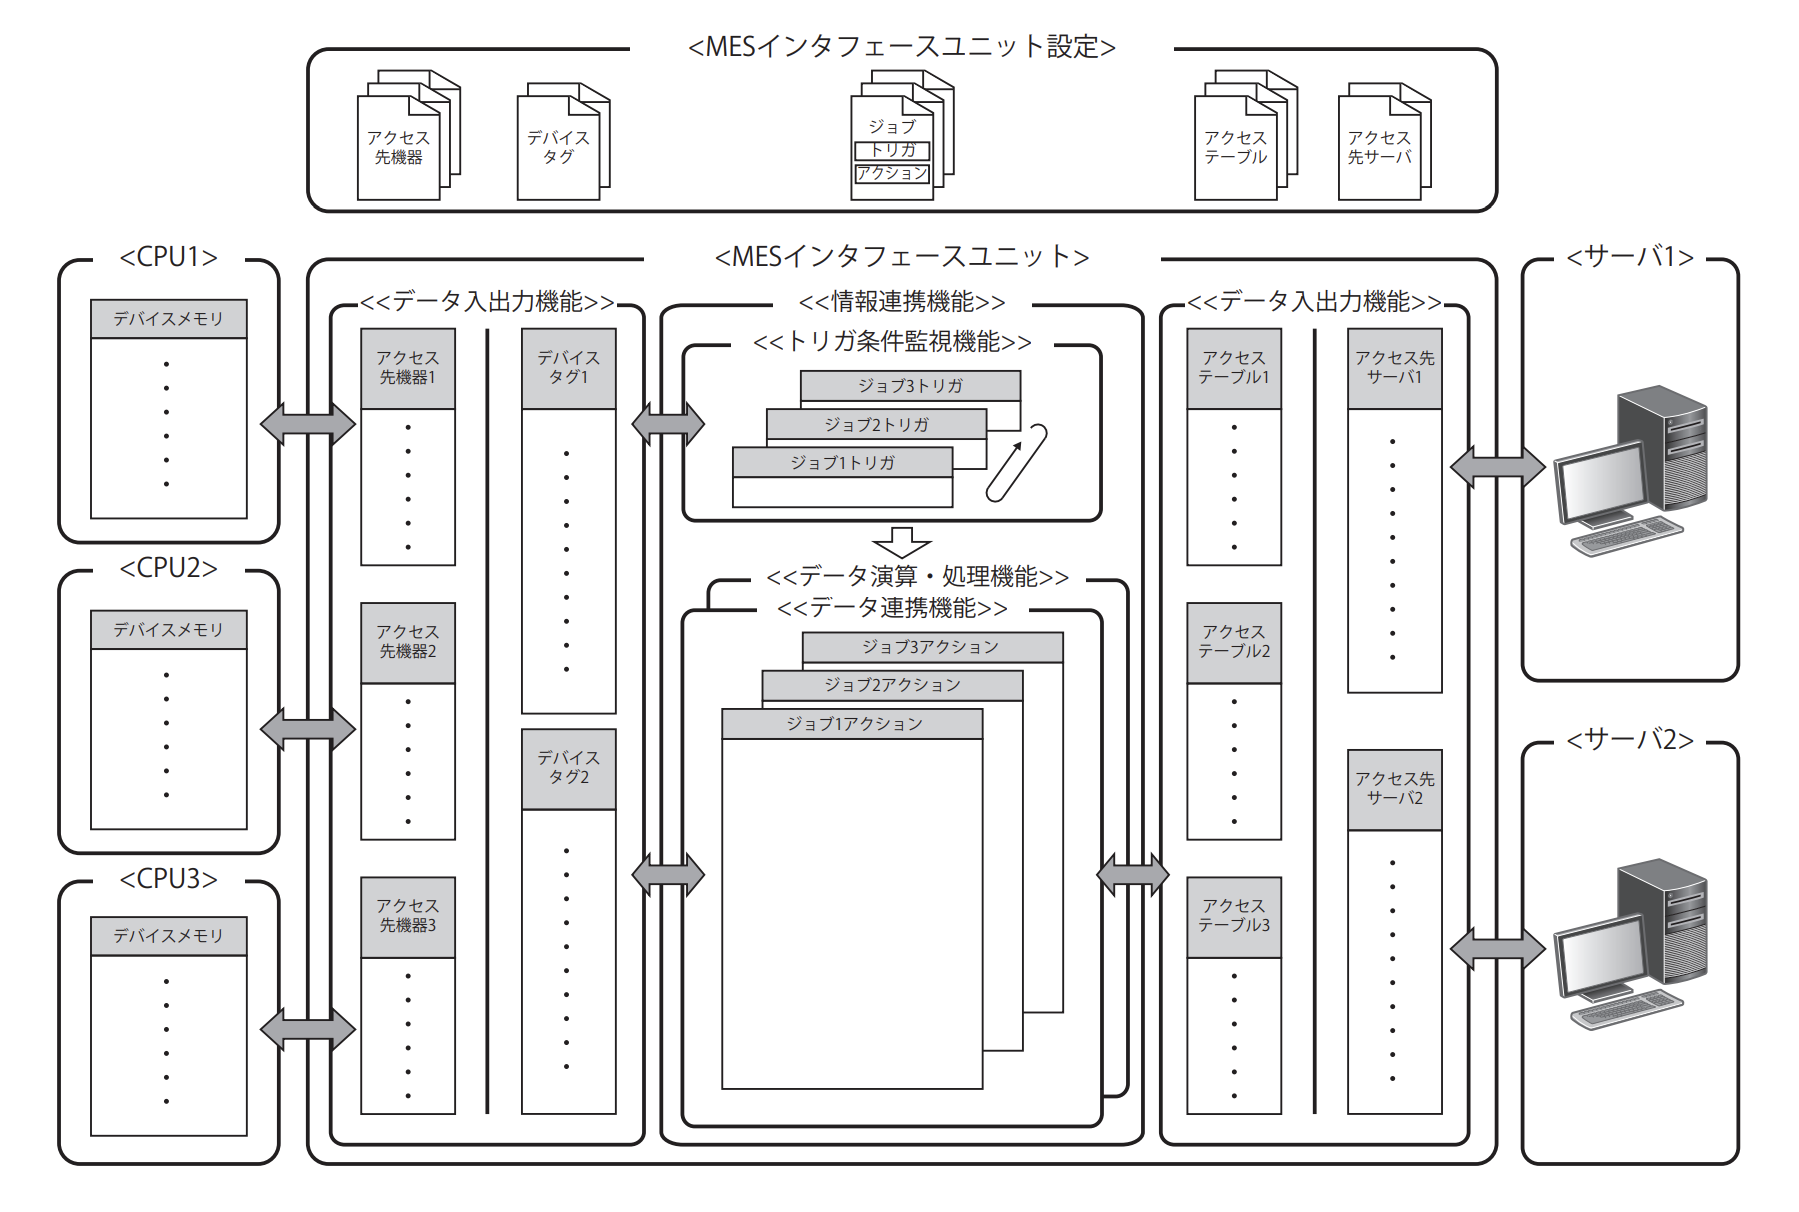 <MESインタフェースユニット設定>
アクセス
先機器
デバイス
タグ
ジョブ
トリガ
アクション
アクセス
テーブル
アクセス
先サーバ
<CPU1>
デバイスメモリ
<CPU2>
デバイスメモリ
<CPU3>
デバイスメモリ
<MESインタフェースユニット>
<<データ入出力機能>>
アクセス
先機器1
アクセス
先機器2
アクセス
先機器3
デバイス
タグ1
デバイス
タグ2
<<情報連携機能>>
<<トリガ条件監視機能>>
ジョブ3トリガ
ジョブ2トリガ
ジョブ1トリガ
<<データ演算・処理機能>>
<<データ連携機能>>
ジョブ3アクション
ジョブ2アクション
ジョブ1アクション
<<データ入出力機能>>
アクセス
テーブル1
アクセス
テーブル2
アクセス
テーブル3
アクセス先
サーバ1
アクセス先
サーバ2
<サーバ1>
<サーバ2>